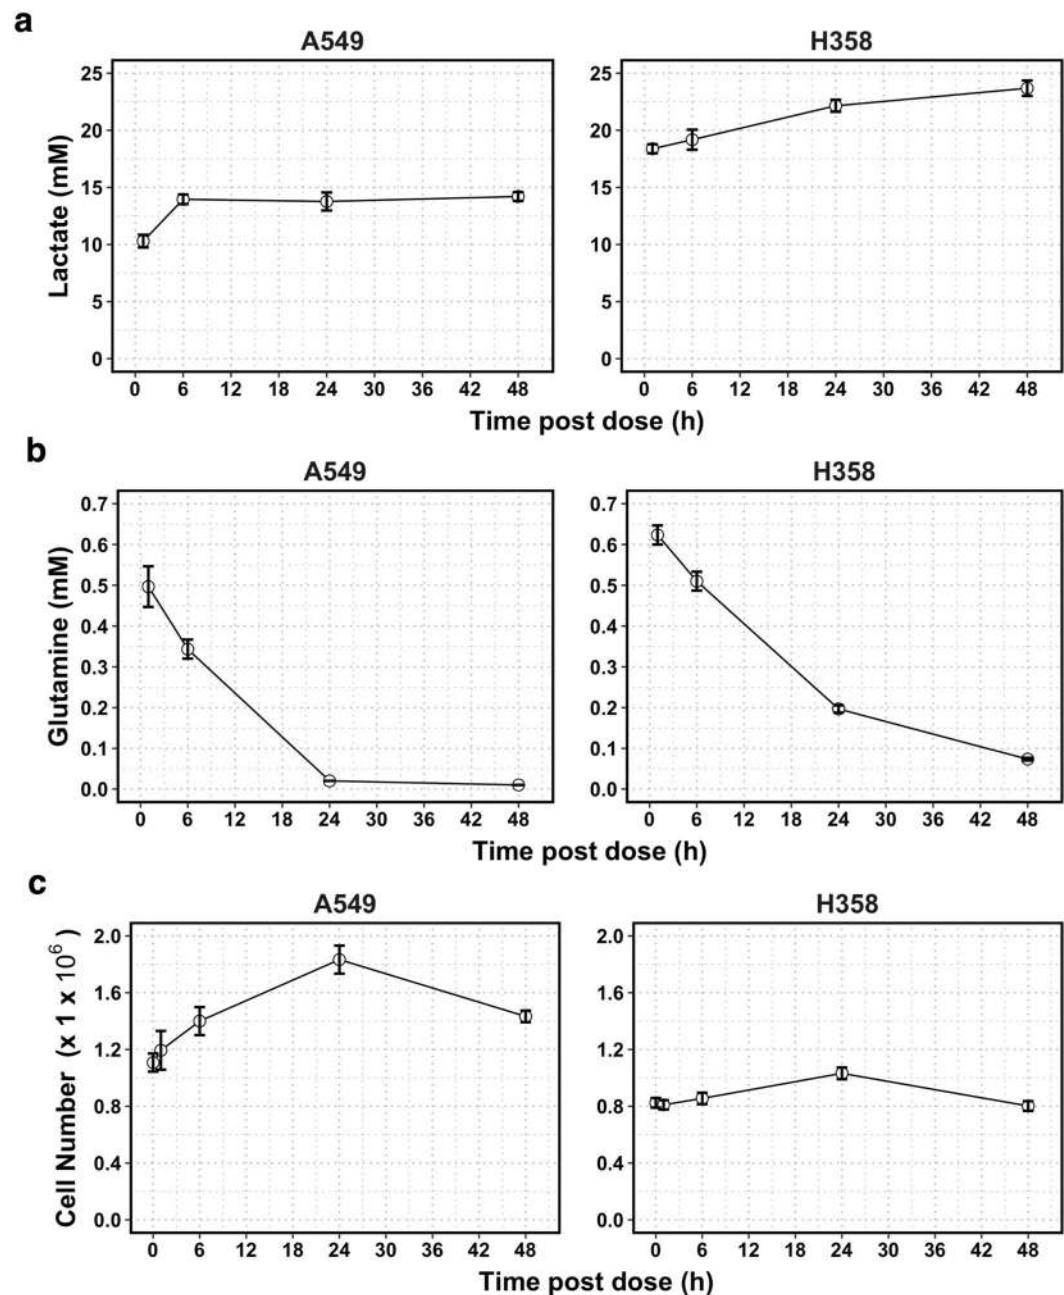 a
A549 H358
Lactate (mM)
25 25
20 20
15 15
10 10
5 5
0 0
0 6 12 18 24 30 36 42 48 0 6 12 18 24 30 36 42 48
Time post dose (h)
b
A549 H358
Glutamine (mM)
0.7 0.7
0.6 0.6
0.5 0.5
0.4 0.4
0.3 0.3
0.2 0.2
0.1 0.1
0.0 0.0
0 6 12 18 24 30 36 42 48 0 6 12 18 24 30 36 42 48
Time post dose (h)
c
A549 H358
Cell Number (x 1 x 10⁶ )
2.0 2.0
1.6 1.6
1.2 1.2
0.8 0.8
0.4 0.4
0.0 0.0
0 6 12 18 24 30 36 42 48 0 6 12 18 24 30 36 42 48
Time post dose (h)